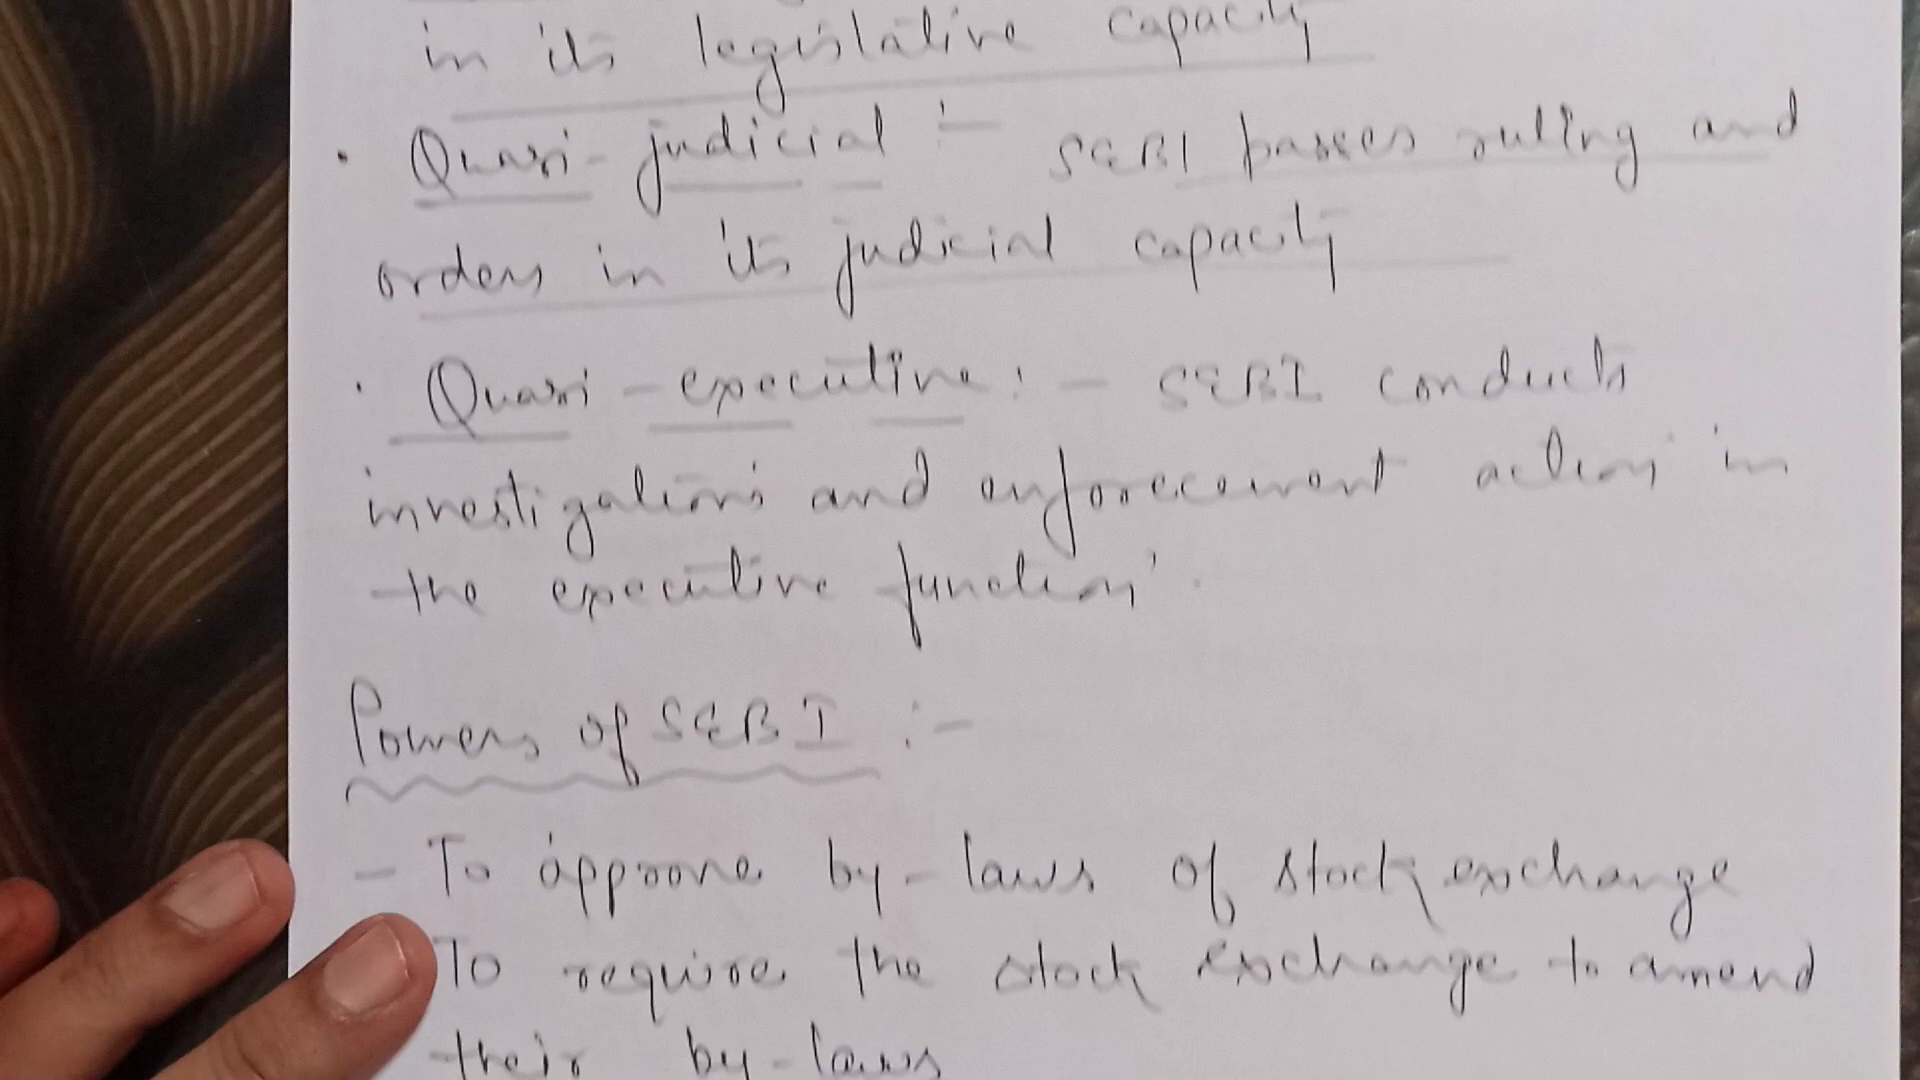 in its legislative capacity
· Quasi-judicial :- SEBI passes ruling and
orders in its judicial capacity
· Quasi-executive :- SEBI conducts
investigations and enforcement action in
the executive function'.
Powers of SEBI :-
- To approve by-laws of stock exchange
To require the stock exchange to amend
their by-laws